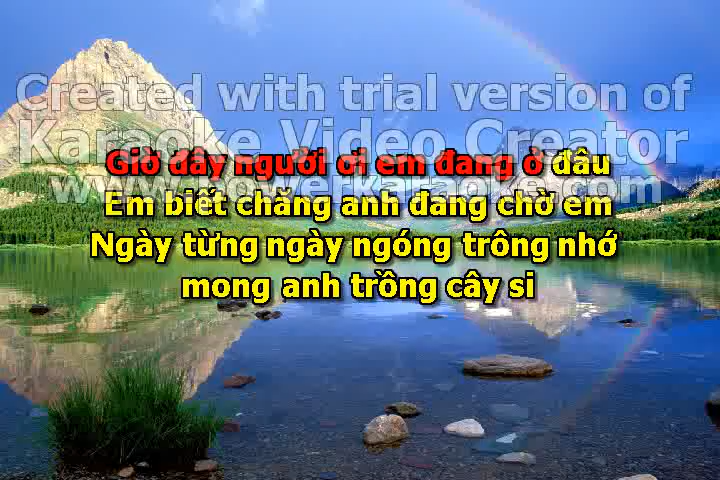 Created with trial version of
Karaoke Video Creator
www.powerkaraoke.com
Giờ đây người ơi em đang ở đâu
Em biết chăng anh đang chờ em
Ngày từng ngày ngóng trông nhớ
mong anh trồng cây si